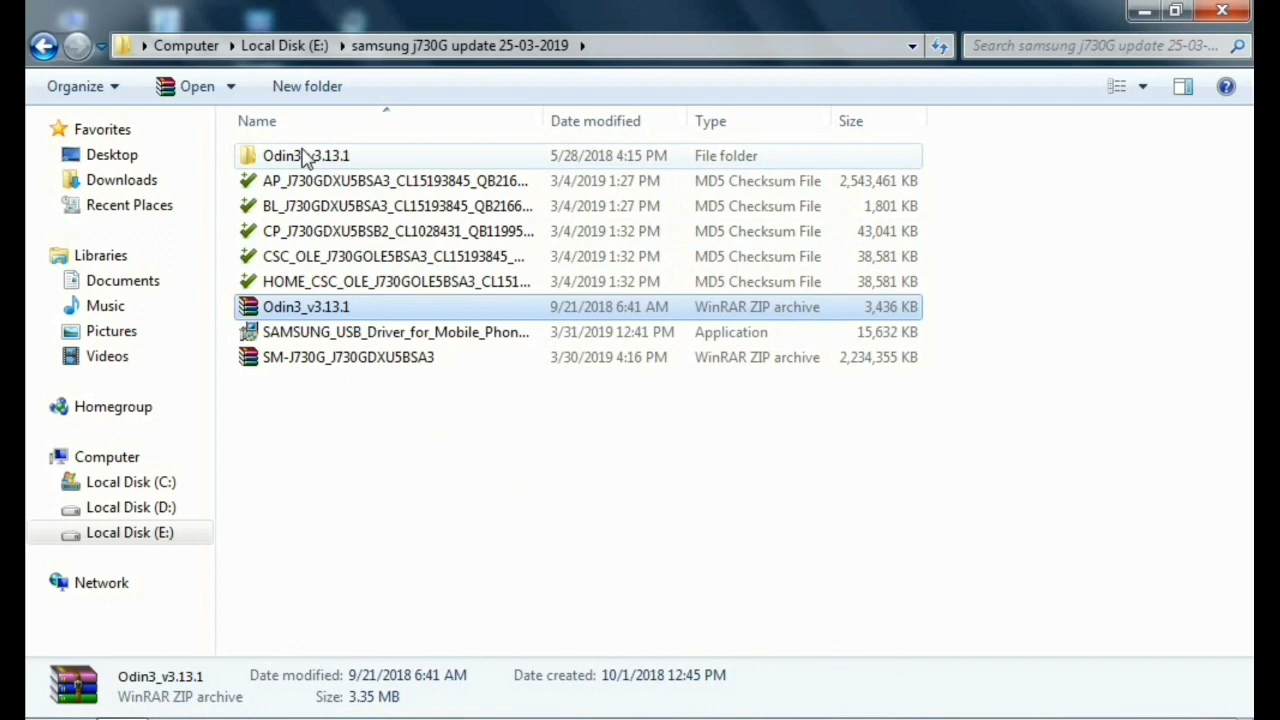 Computer Local Disk (E:) samsung j730G update 25-03-2019
Search samsung j730G update 25-03-...
Organize Open New folder
Name Date modified Type Size
Odin3_v3.13.1 5/28/2018 4:15 PM File folder
AP_J730GDXU5BSA3_CL15193845_QB216... 3/4/2019 1:27 PM MD5 Checksum File 2,543,461 KB
BL_J730GDXU5BSA3_CL15193845_QB2166... 3/4/2019 1:27 PM MD5 Checksum File 1,801 KB
CP_J730GDXU5BSB2_CL1028431_QB11995... 3/4/2019 1:32 PM MD5 Checksum File 43,041 KB
CSC_OLE_J730GOLE5BSA3_CL15193845_... 3/4/2019 1:32 PM MD5 Checksum File 38,581 KB
HOME_CSC_OLE_J730GOLE5BSA3_CL151... 3/4/2019 1:32 PM MD5 Checksum File 38,581 KB
Odin3_v3.13.1 9/21/2018 6:41 AM WinRAR ZIP archive 3,436 KB
SAMSUNG_USB_Driver_for_Mobile_Phon... 3/31/2019 12:41 PM Application 15,632 KB
SM-J730G_J730GDXU5BSA3 3/30/2019 4:16 PM WinRAR ZIP archive 2,234,355 KB
Favorites
Desktop
Downloads
Recent Places
Libraries
Documents
Music
Pictures
Videos
Homegroup
Computer
Local Disk (C:)
Local Disk (D:)
Local Disk (E:)
Network
Odin3_v3.13.1 Date modified: 9/21/2018 6:41 AM Date created: 10/1/2018 12:45 PM
WinRAR ZIP archive Size: 3.35 MB